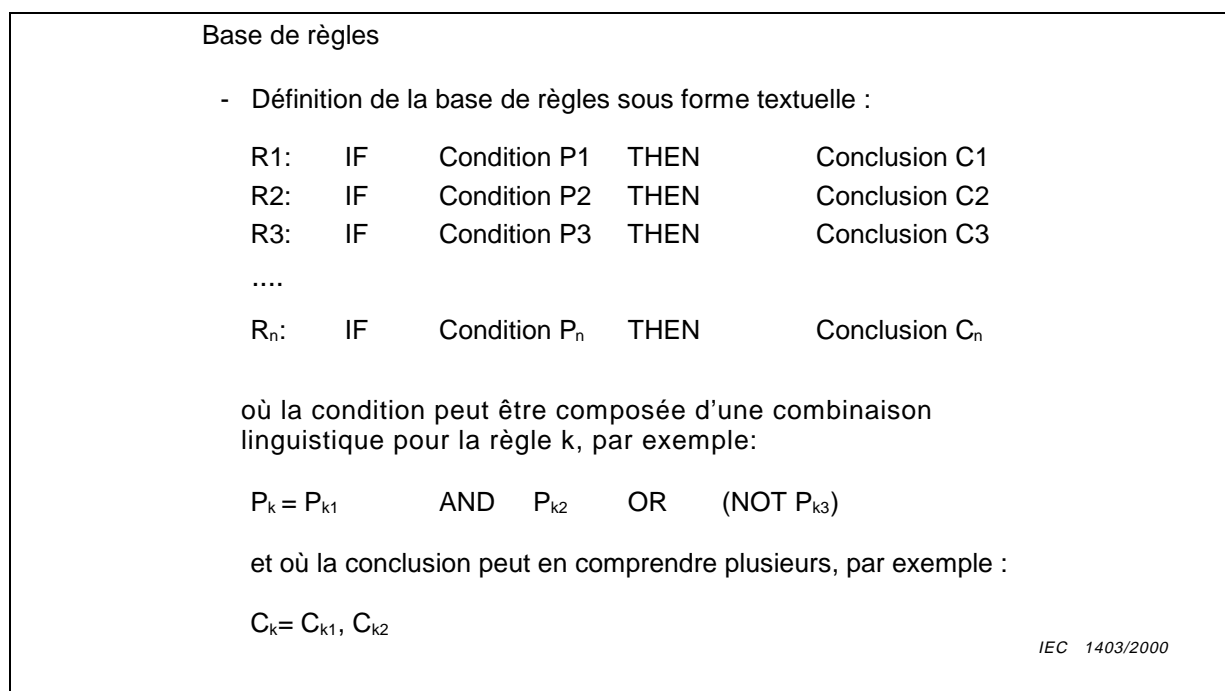 Base de règles
- Définition de la base de règles sous forme textuelle :
R1: IF Condition P1 THEN Conclusion C1
R2: IF Condition P2 THEN Conclusion C2
R3: IF Condition P3 THEN Conclusion C3
....
Rn: IF Condition Pn THEN Conclusion Cn
où la condition peut être composée d'une combinaison
linguistique pour la règle k, par exemple:
Pk = Pk1 AND Pk2 OR (NOT Pk3)
et où la conclusion peut en comprendre plusieurs, par exemple :
Ck= Ck1, Ck2
IEC 1403/2000